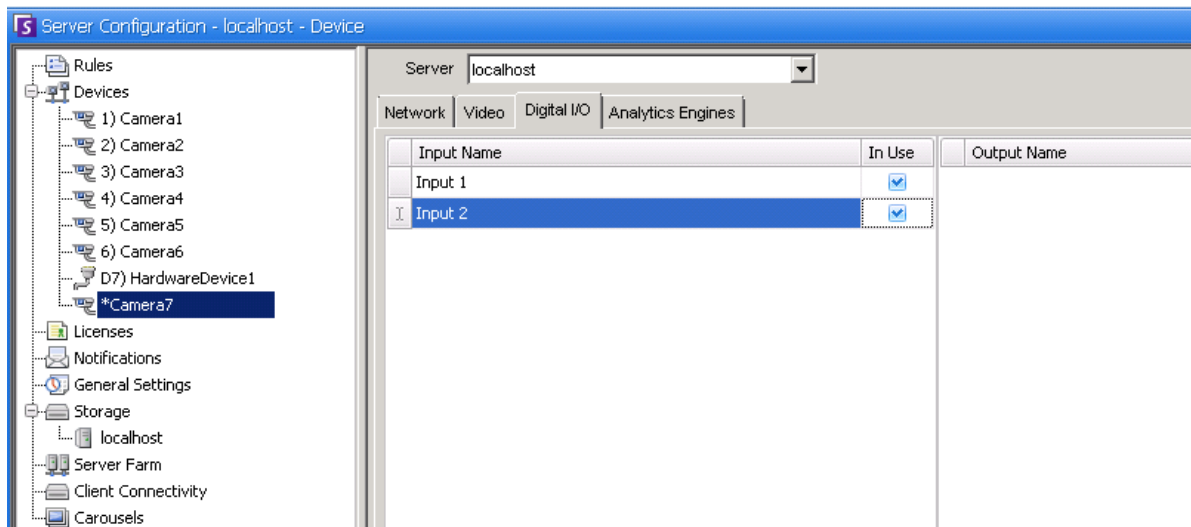 Server Configuration - localhost - Device
Rules
Devices
1) Camera1
2) Camera2
3) Camera3
4) Camera4
5) Camera5
6) Camera6
D7) HardwareDevice1
*Camera7
Licenses
Notifications
General Settings
Storage
localhost
Server Farm
Client Connectivity
Carousels
Server localhost
Network Video Digital I/O Analytics Engines
Input Name In Use Output Name
Input 1
Input 2